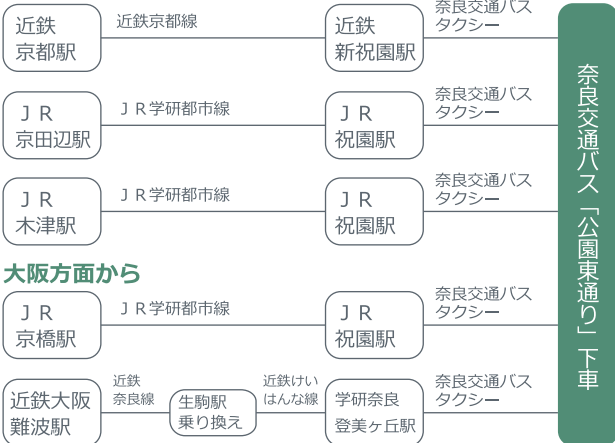 近鉄
京都駅
近鉄京都線
近鉄
新祝園駅
奈良交通バス
タクシー
ＪＲ
京田辺駅
ＪＲ学研都市線
ＪＲ
祝園駅
奈良交通バス
タクシー
ＪＲ
木津駅
ＪＲ学研都市線
ＪＲ
祝園駅
奈良交通バス
タクシー
大阪方面から
ＪＲ
京橋駅
ＪＲ学研都市線
ＪＲ
祝園駅
奈良交通バス
タクシー
近鉄大阪
難波駅
近鉄
奈良線
生駒駅
乗り換え
近鉄けい
はんな線
学研奈良
登美ヶ丘駅
奈良交通バス
タクシー
奈良交通バス「公園東通り」下車